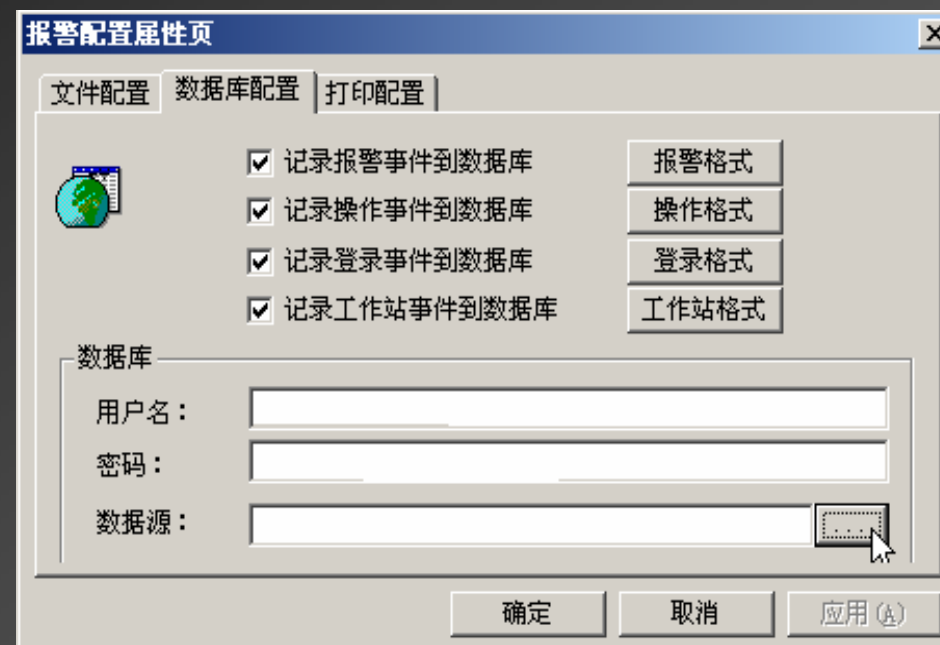 报警配置属性页
文件配置 数据库配置 打印配置
记录报警事件到数据库 报警格式
记录操作事件到数据库 操作格式
记录登录事件到数据库 登录格式
记录工作站事件到数据库 工作站格式
数据库
用户名：
密码：
数据源： ....
确定 取消 应用(A)